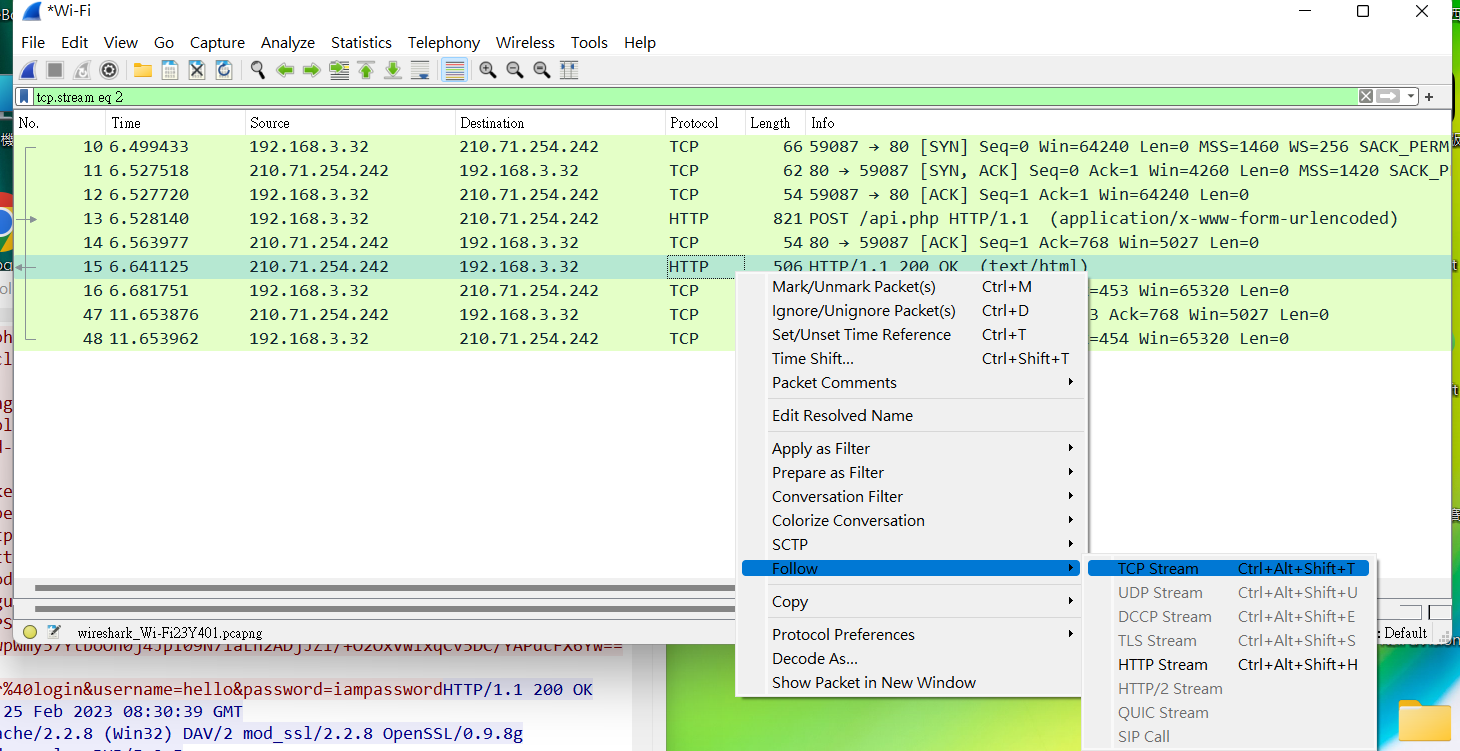 *Wi-Fi
File Edit View Go Capture Analyze Statistics Telephony Wireless Tools Help
tcp.stream eq 2
No. Time Source Destination Protocol Length Info
10 6.499433 192.168.3.32 210.71.254.242 TCP 66 59087 → 80 [SYN] Seq=0 Win=64240 Len=0 MSS=1460 WS=256 SACK_PERM
11 6.527518 210.71.254.242 192.168.3.32 TCP 62 80 → 59087 [SYN, ACK] Seq=0 Ack=1 Win=4260 Len=0 MSS=1420 SACK_P
12 6.527720 192.168.3.32 210.71.254.242 TCP 54 59087 → 80 [ACK] Seq=1 Ack=1 Win=64240 Len=0
13 6.528140 192.168.3.32 210.71.254.242 HTTP 821 POST /api.php HTTP/1.1 (application/x-www-form-urlencoded)
14 6.563977 210.71.254.242 192.168.3.32 TCP 54 80 → 59087 [ACK] Seq=1 Ack=768 Win=5027 Len=0
15 6.641125 210.71.254.242 192.168.3.32 HTTP 506 HTTP/1.1 200 OK (text/html)
16 6.681751 192.168.3.32 210.71.254.242 TCP =453 Win=65320 Len=0
47 11.653876 210.71.254.242 192.168.3.32 TCP 3 Ack=768 Win=5027 Len=0
48 11.653962 192.168.3.32 210.71.254.242 TCP =454 Win=65320 Len=0
Mark/Unmark Packet(s) Ctrl+M
Ignore/Unignore Packet(s) Ctrl+D
Set/Unset Time Reference Ctrl+T
Time Shift... Ctrl+Shift+T
Packet Comments
Edit Resolved Name
Apply as Filter
Prepare as Filter
Conversation Filter
Colorize Conversation
SCTP
Follow
Copy
Protocol Preferences
Decode As...
Show Packet in New Window
TCP Stream Ctrl+Alt+Shift+T
UDP Stream Ctrl+Alt+Shift+U
DCCP Stream Ctrl+Alt+Shift+E
TLS Stream Ctrl+Alt+Shift+S
HTTP Stream Ctrl+Alt+Shift+H
HTTP/2 Stream
QUIC Stream
SIP Call
wireshark_Wi-Fi23Y401.pcapng
: Default
r%40login&username=hello&password=iampasswordHTTP/1.1 200 OK
25 Feb 2023 08:30:39 GMT
ache/2.2.8 (Win32) DAV/2 mod_ssl/2.2.8 OpenSSL/0.9.8g